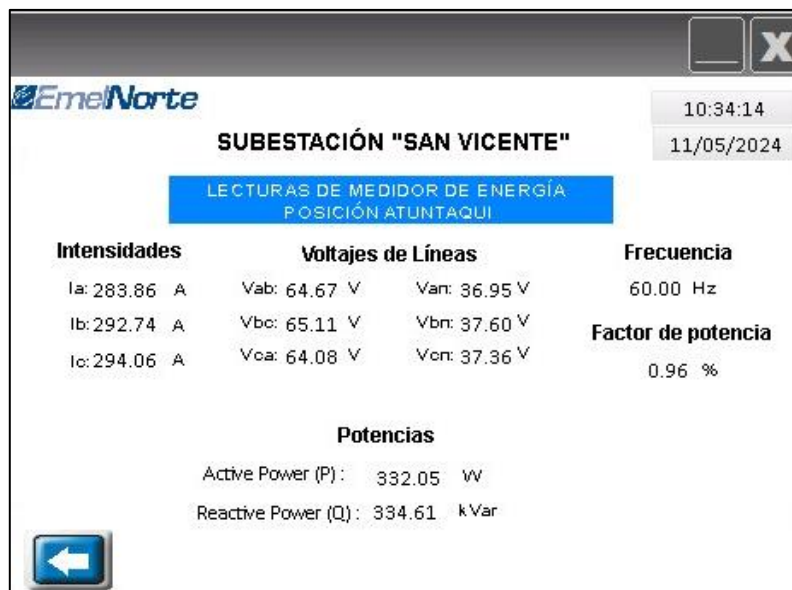 EmelNorte
10:34:14
SUBESTACIÓN "SAN VICENTE"
11/05/2024
LECTURAS DE MEDIDOR DE ENERGÍA
POSICIÓN ATUNTAQUI
Intensidades
Voltajes de Líneas
Frecuencia
Ia: 283.86 A
Vab: 64.67 V
Van: 36.95 V
60.00 Hz
Ib: 292.74 A
Vbc: 65.11 V
Vbn: 37.60 V
Factor de potencia
Ic: 294.06 A
Vca: 64.08 V
Vcn: 37.36 V
0.96 %
Potencias
Active Power (P) : 332.05 W
Reactive Power (Q) : 334.61 kVar